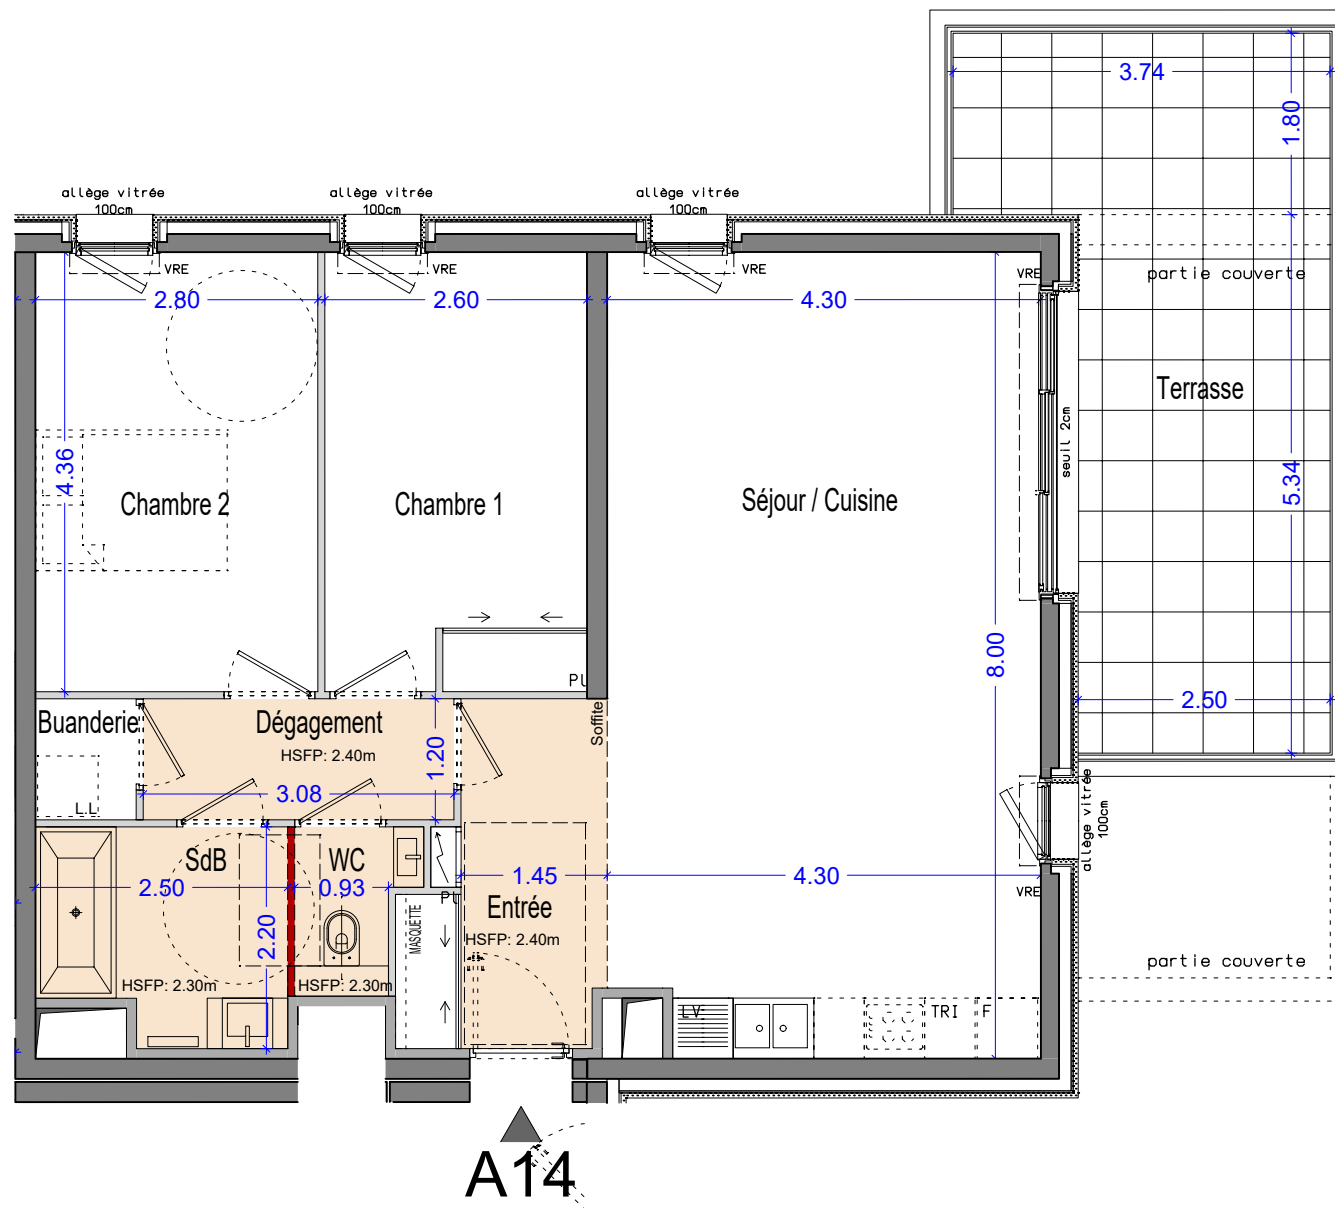 3.74
1.80
allège vitrée
100cm
allège vitrée
100cm
allège vitrée
100cm
VRE
VRE
VRE
VRE
partie couverte
2.80
2.60
4.30
Terrasse
seuil 2cm
4.36
5.34
Chambre 2
Chambre 1
Séjour / Cuisine
8.00
PL
2.50
Buanderie
Dégagement
HSFP: 2.40m
1.20
Soffite
3.08
L.L
allège vitrée
100cm
SdB
WC
2.50
0.93
1.45
4.30
VRE
PL
Entrée
HSFP: 2.40m
MASQUETTE
2.20
partie couverte
HSFP: 2.30m
HSFP: 2.30m
LV
TRI
F
A14